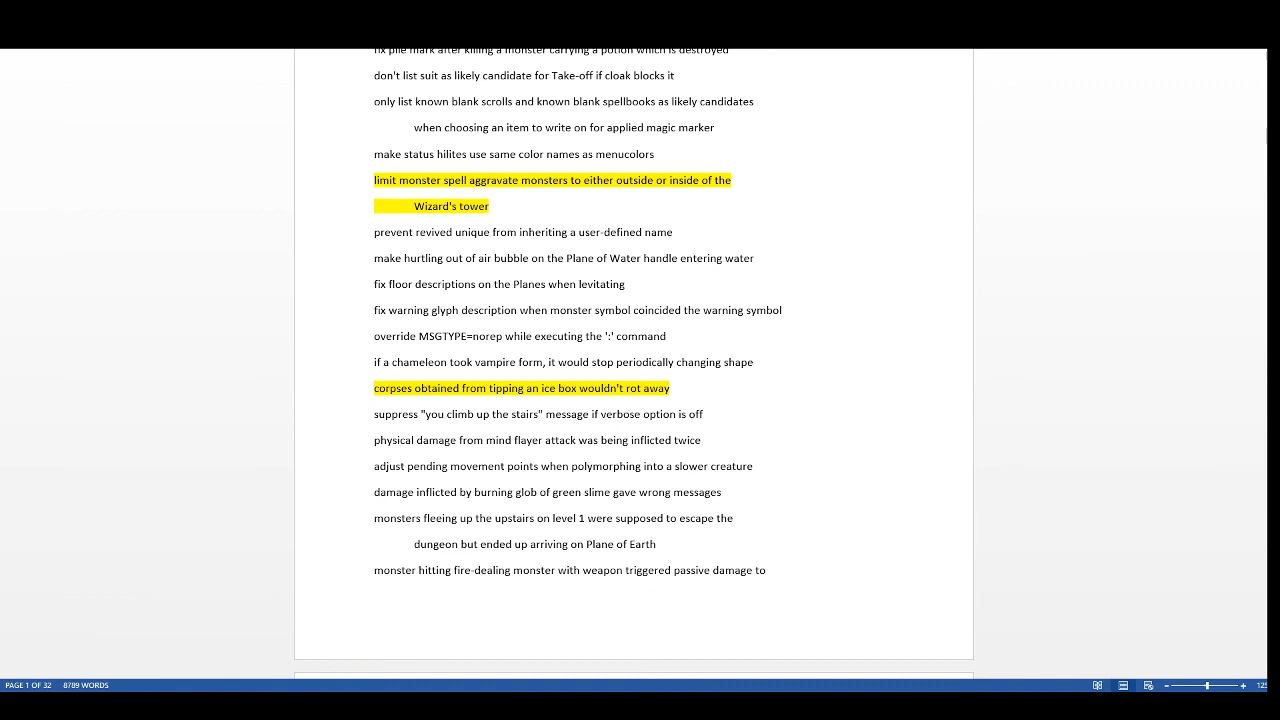 fix pile mark after killing a monster carrying a potion which is destroyed
don't list suit as likely candidate for Take-off if cloak blocks it
only list known blank scrolls and known blank spellbooks as likely candidates
when choosing an item to write on for applied magic marker
make status hilites use same color names as menucolors
limit monster spell aggravate monsters to either outside or inside of the
Wizard's tower
prevent revived unique from inheriting a user-defined name
make hurtling out of air bubble on the Plane of Water handle entering water
fix floor descriptions on the Planes when levitating
fix warning glyph description when monster symbol coincided the warning symbol
override MSGTYPE=norep while executing the ':' command
if a chameleon took vampire form, it would stop periodically changing shape
corpses obtained from tipping an ice box wouldn't rot away
suppress "you climb up the stairs" message if verbose option is off
physical damage from mind flayer attack was being inflicted twice
adjust pending movement points when polymorphing into a slower creature
damage inflicted by burning glob of green slime gave wrong messages
monsters fleeing up the upstairs on level 1 were supposed to escape the
dungeon but ended up arriving on Plane of Earth
monster hitting fire-dealing monster with weapon triggered passive damage to
PAGE 1 OF 32 8789 WORDS